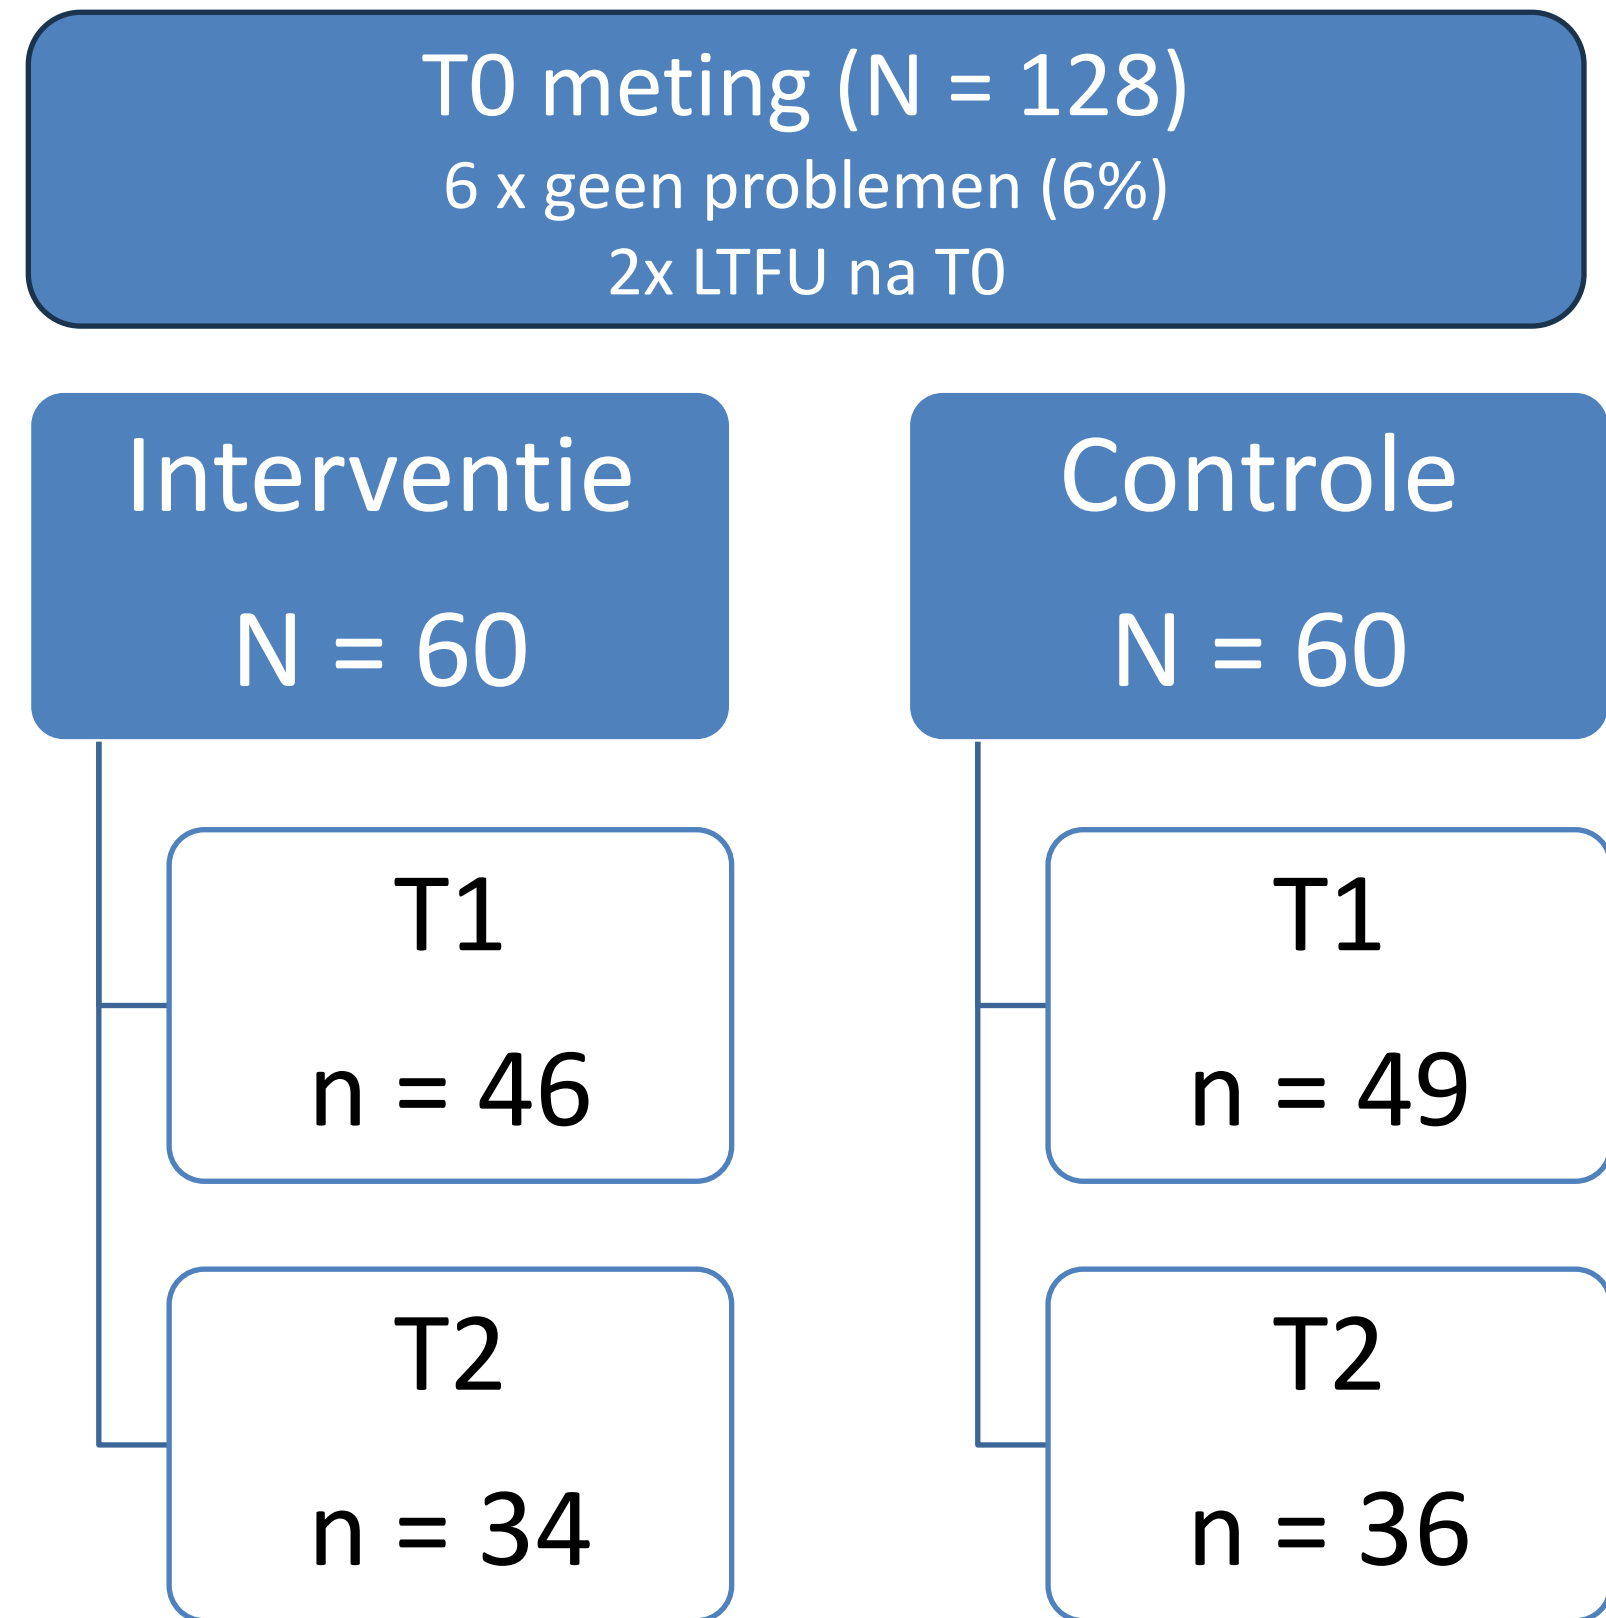 T0 meting (N = 128)
6 x geen problemen (6%)
2x LTFU na T0
Interventie
N = 60
T1
n = 46
T2
n = 34
Controle
N = 60
T1
n = 49
T2
n = 36